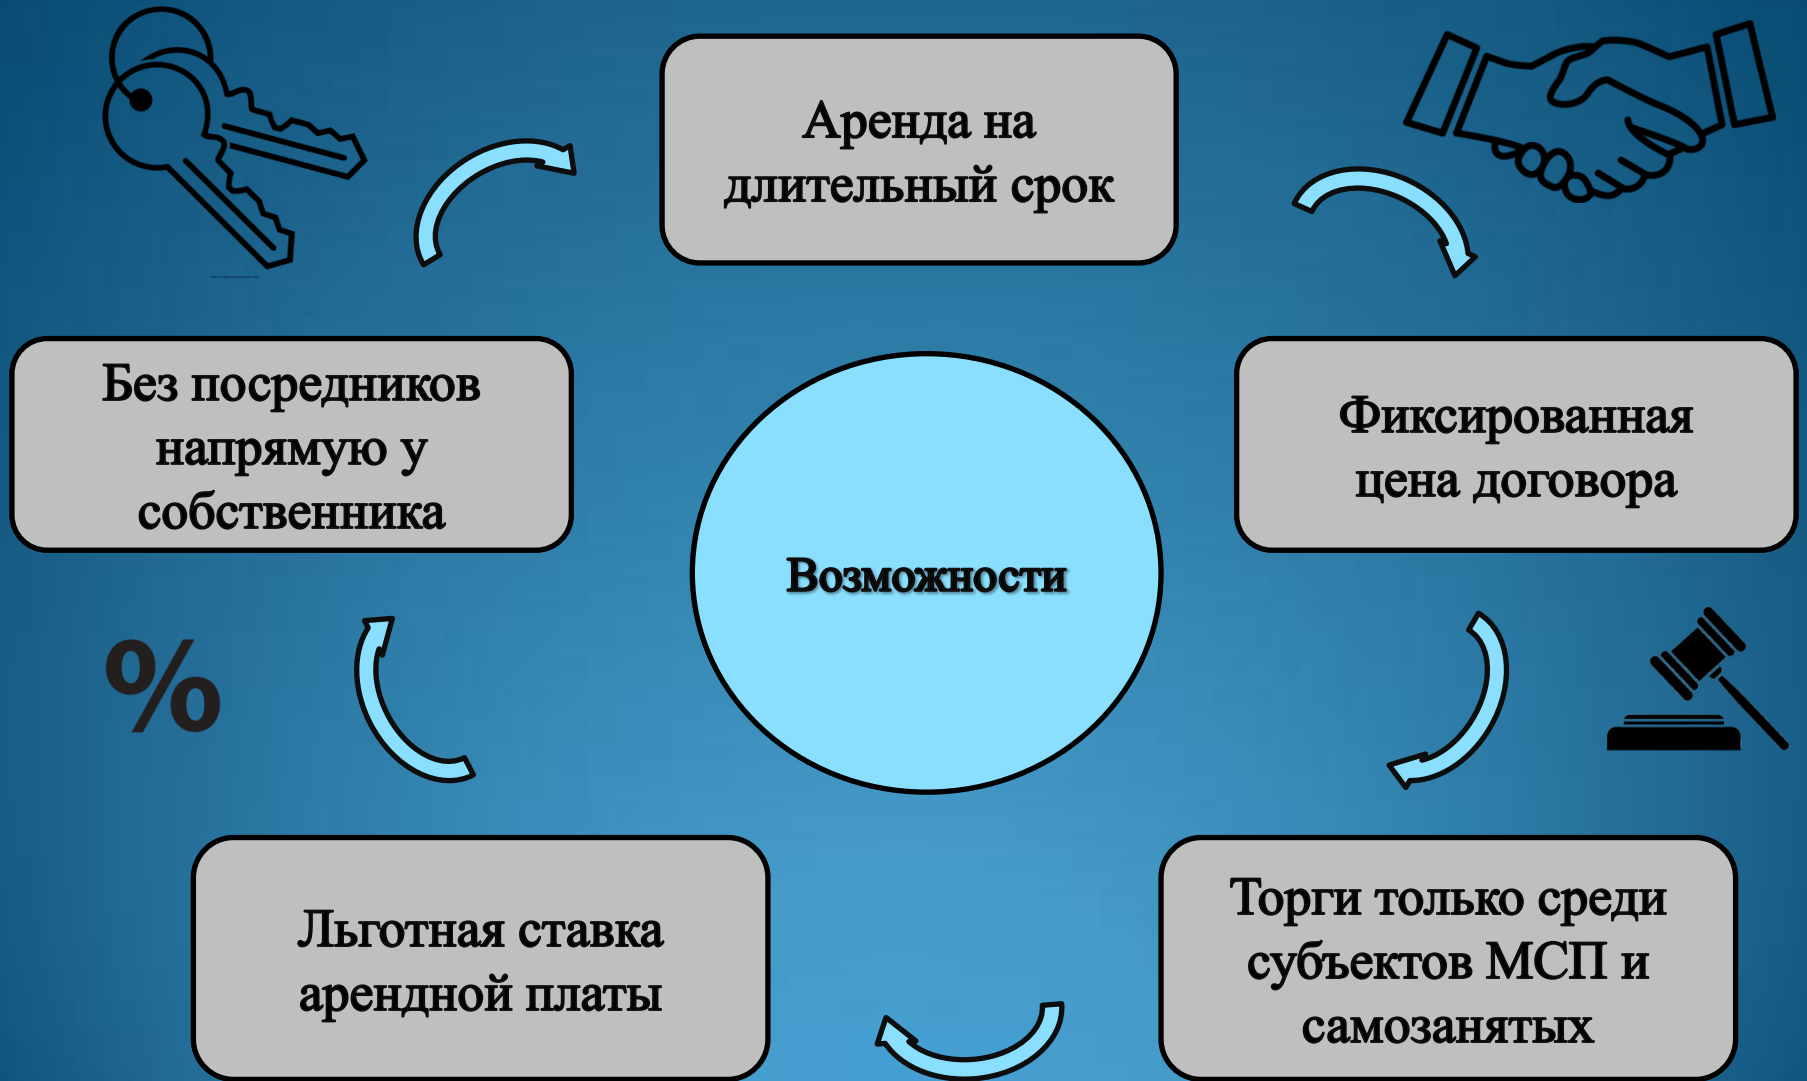 Аренда на
длительный срок
Без посредников
напрямую у
собственника
Фиксированная
цена договора
Возможности
%
Льготная ставка
арендной платы
Торги только среди
субъектов МСП и
самозанятых